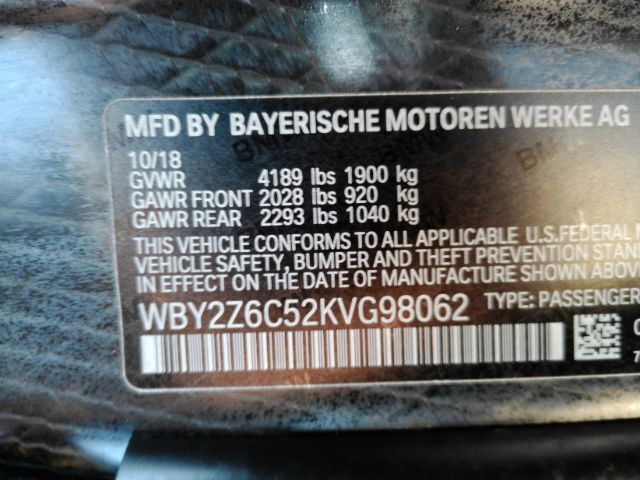 MFD BY BAYERISCHE MOTOREN WERKE AG
10/18
GVWR 4189 lbs 1900 kg
GAWR FRONT 2028 lbs 920 kg
GAWR REAR 2293 lbs 1040 kg
THIS VEHICLE CONFORMS TO ALL APPLICABLE U.S.FEDERAL
VEHICLE SAFETY, BUMPER AND THEFT PREVENTION
IN EFFECT ON THE DATE OF MANUFACTURE SHOWN ABOVE
WBY2Z6C52KVG98062 TYPE: PASSENGER